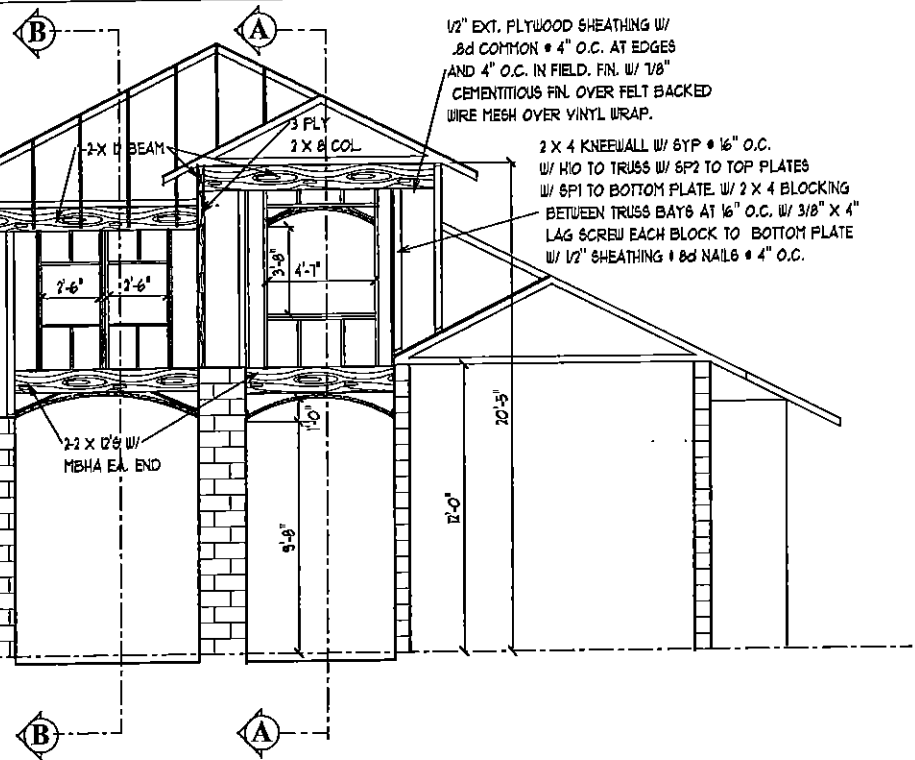 B
A
1/2" EXT. PLYWOOD SHEATHING W/
8d COMMON @ 4" O.C. AT EDGES
AND 4" O.C. IN FIELD. FIN. W/ 7/8"
CEMENTITIOUS FIN. OVER FELT BACKED
WIRE MESH OVER VINYL WRAP.
2 X 4 KNEEWALL W/ SYP @ 16" O.C.
W/ H10 TO TRUSS W/ SP2 TO TOP PLATES
W/ SP1 TO BOTTOM PLATE. W/ 2 X 4 BLOCKING
BETWEEN TRUSS BAYS AT 16" O.C. W/ 3/8" X 4"
LAG SCREW EACH BLOCK TO BOTTOM PLATE
W/ 1/2" SHEATHING & 8d NAILS @ 4" O.C.
3 PLY
2 X 8 COL.
BEAM
3'-8"
4'-7"
2'-6"
2'-6"
1'-0"
20'-5"
2-2 X 12'S W/
MBHA EA. END
12'-0"
9'-8"
B
A